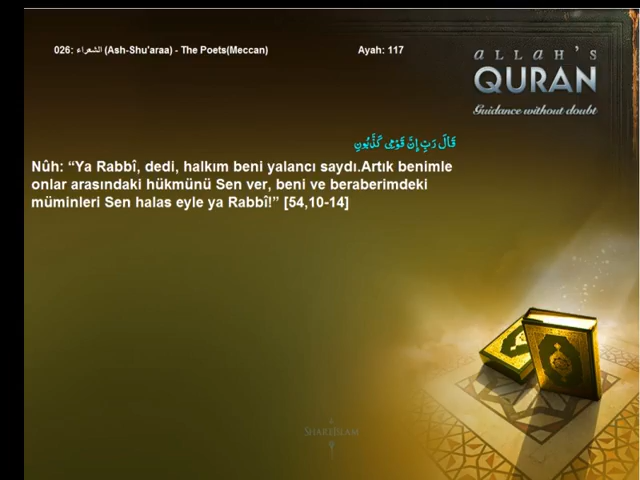 026: الشعراء (Ash-Shu'araa) - The Poets(Meccan) Ayah: 117
ALLAH'S
QURAN
Guidance without doubt
قَالَ رَبِّ إِنَّ قَوْمِي كَذَّبُونِ
Nûh: “Ya Rabbî, dedi, halkım beni yalancı saydı.Artık benimle
onlar arasındaki hükmünü Sen ver, beni ve beraberimdeki
müminleri Sen halas eyle ya Rabbî!” [54,10-14]
SHAREISLAM